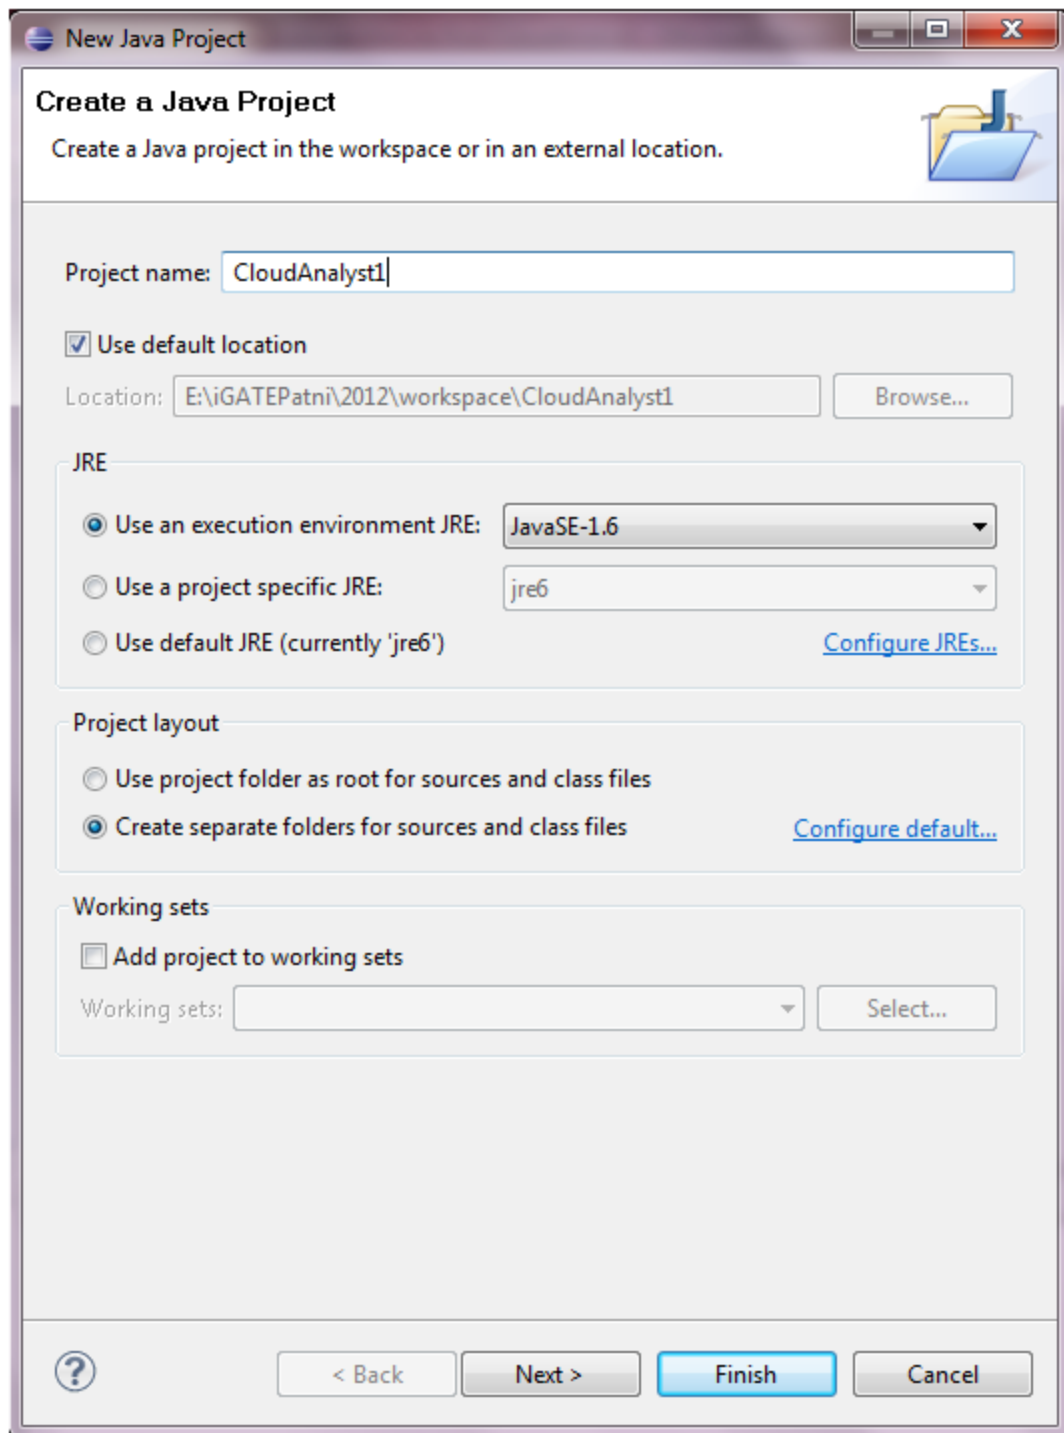 New Java Project
Create a Java Project
Create a Java project in the workspace or in an external location.
Project name: CloudAnalyst1
Use default location
Location: E:\iGATEPatni\2012\workspace\CloudAnalyst1 Browse...
JRE
Use an execution environment JRE: JavaSE-1.6
Use a project specific JRE: jre6
Use default JRE (currently 'jre6') Configure JREs...
Project layout
Use project folder as root for sources and class files
Create separate folders for sources and class files Configure default...
Working sets
Add project to working sets
Working sets: Select...
? < Back Next > Finish Cancel